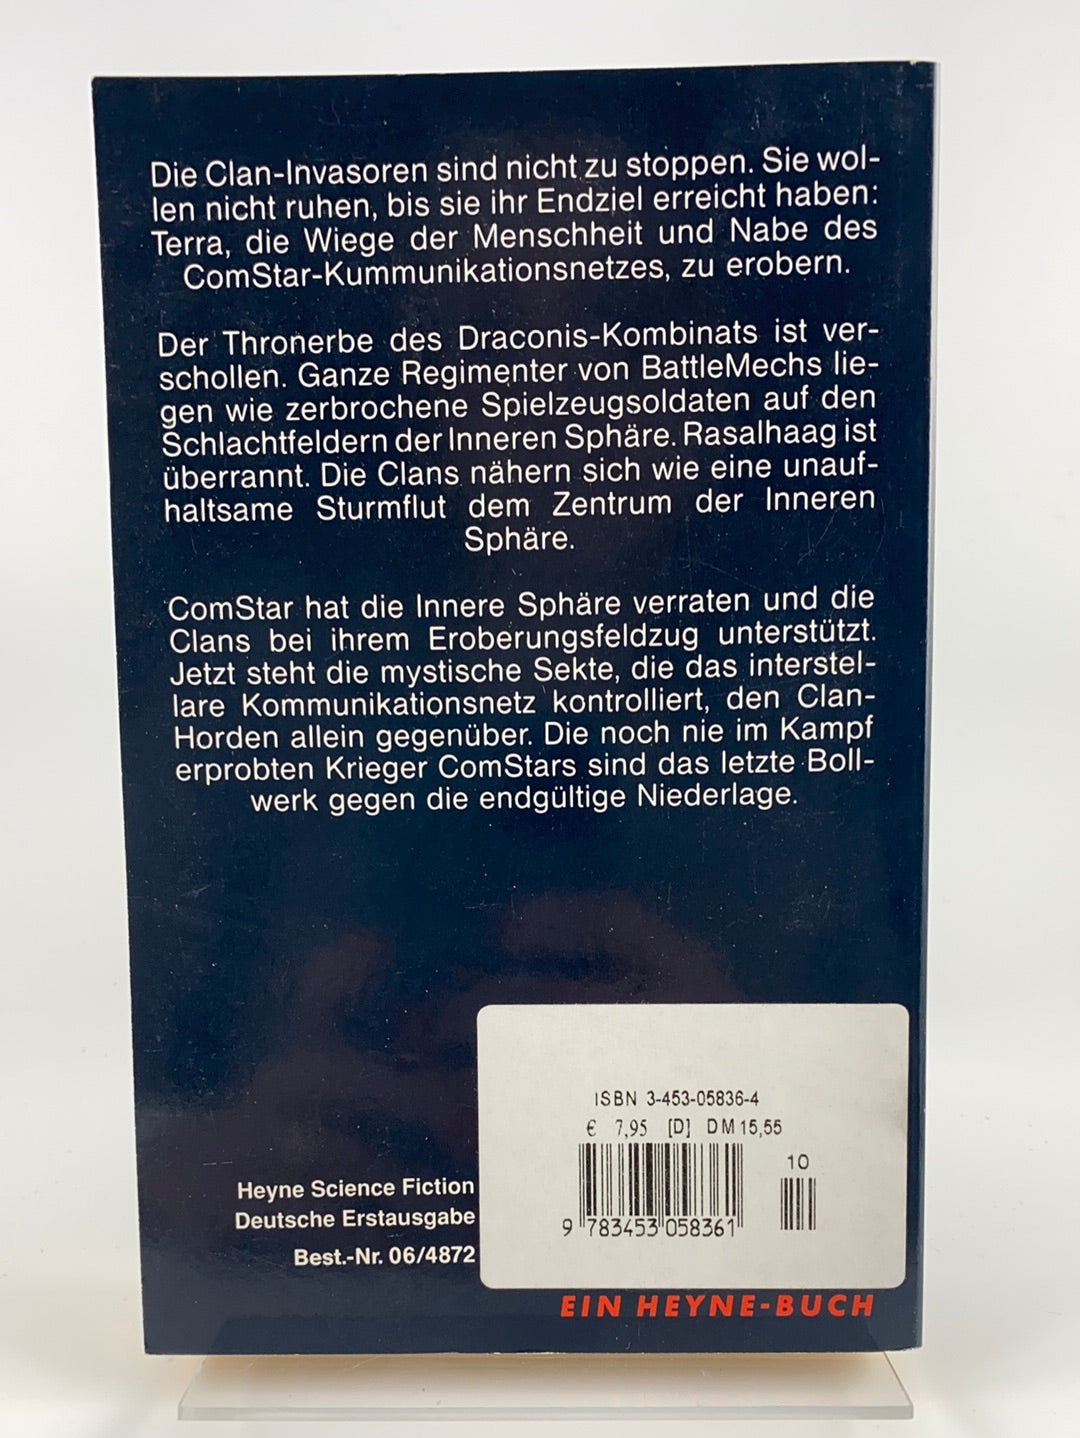 Die Clan-Invasoren sind nicht zu stoppen. Sie wol-
len nicht ruhen, bis sie ihr Endziel erreicht haben:
Terra, die Wiege der Menschheit und Nabe des
ComStar-Kummunikationsnetzes, zu erobern.
Der Thronerbe des Draconis-Kombinats ist ver-
schollen. Ganze Regimenter von BattleMechs lie-
gen wie zerbrochene Spielzeugsoldaten auf den
Schlachtfeldern der Inneren Sphäre. Rasalhaag ist
überrannt. Die Clans nähern sich wie eine unauf-
haltsame Sturmflut dem Zentrum der Inneren
Sphäre.
ComStar hat die Innere Sphäre verraten und die
Clans bei ihrem Eroberungsfeldzug unterstützt.
Jetzt steht die mystische Sekte, die das interstel-
lare Kommunikationsnetz kontrolliert, den Clan-
Horden allein gegenüber. Die noch nie im Kampf
erprobten Krieger ComStars sind das letzte Boll-
werk gegen die endgültige Niederlage.
ISBN 3-453-05836-4
€ 7,95 [D] DM 15,55
10
9 783453 058361
Heyne Science Fiction
Deutsche Erstausgabe
Best.-Nr. 06/4872
EIN HEYNE-BUCH